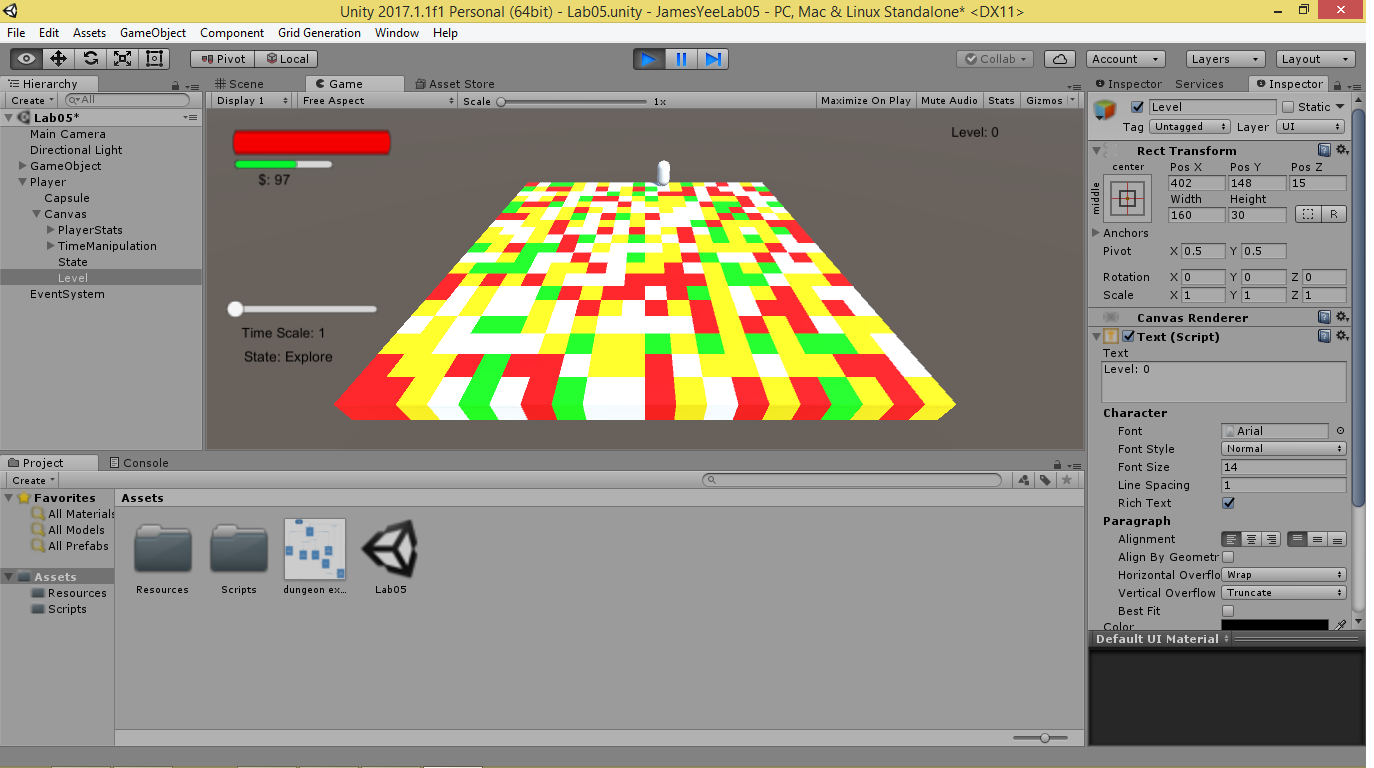 Unity 2017.1.1f1 Personal (64bit) - Lab05.unity - JamesYeeLab05 - PC, Mac & Linux Standalone* <DX11>
File Edit Assets GameObject Component Grid Generation Window Help
Pivot Local Collab Account Layers Layout
Hierarchy
Create All
Lab05*
Main Camera
Directional Light
GameObject
Player
Capsule
Canvas
PlayerStats
TimeManipulation
State
Level
EventSystem
Scene Game Asset Store
Display 1 Free Aspect Scale 1x Maximize On Play Mute Audio Stats Gizmos
Level: 0
$: 97
Time Scale: 1
State: Explore
Inspector Services Inspector
Level Static
Tag Untagged Layer UI
Rect Transform
center Pos X Pos Y Pos Z
middle 402 148 15
Width Height
160 30 R
Anchors
Pivot X 0.5 Y 0.5
Rotation X 0 Y 0 Z 0
Scale X 1 Y 1 Z 1
Canvas Renderer
Text (Script)
Text
Level: 0
Character
Font Arial
Font Style Normal
Font Size 14
Line Spacing 1
Rich Text
Paragraph
Alignment
Align By Geometr
Horizontal Overflo Wrap
Vertical Overflow Truncate
Best Fit
Color
Default UI Material
Project Console
Create
Favorites
All Materials
All Models
All Prefabs
Assets
Resources
Scripts
Assets
Resources Scripts dungeon ex... Lab05